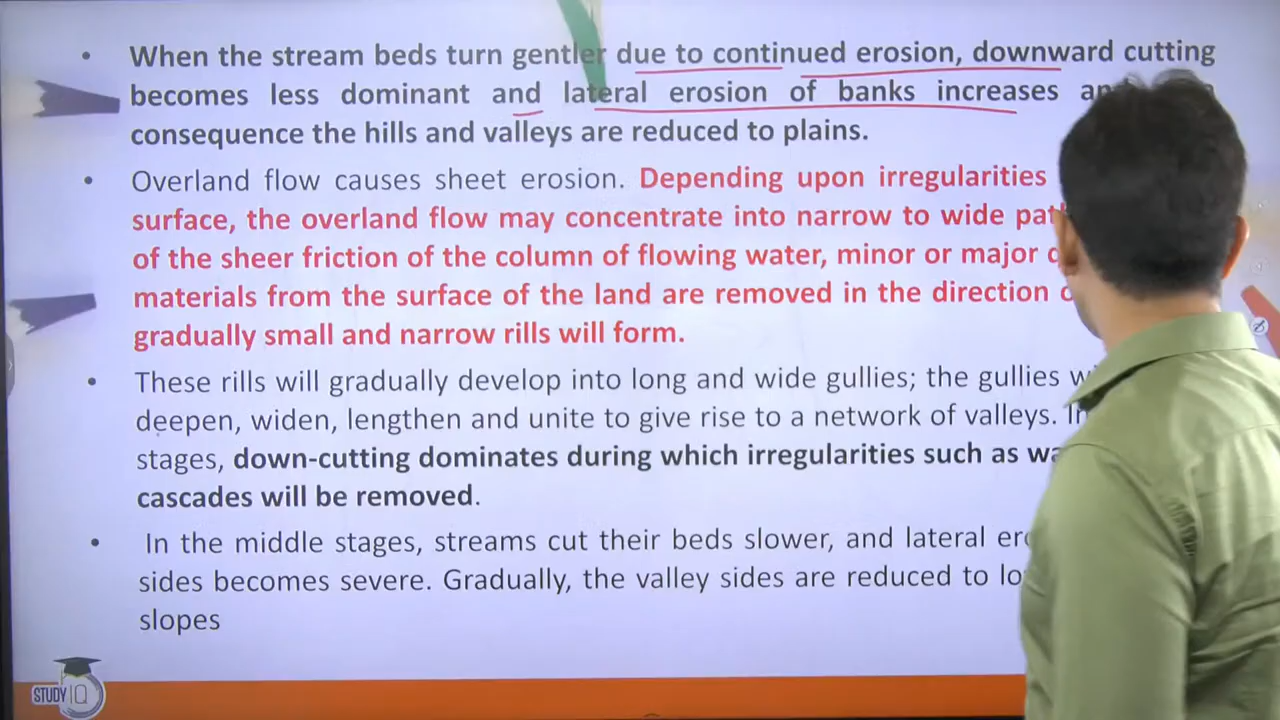 • When the stream beds turn gentler due to continued erosion, downward cutting
becomes less dominant and lateral erosion of banks increases
consequence the hills and valleys are reduced to plains.
• Overland flow causes sheet erosion. Depending upon irregularities
surface, the overland flow may concentrate into narrow to wide
of the sheer friction of the column of flowing water, minor or major
materials from the surface of the land are removed in the direction
gradually small and narrow rills will form.
• These rills will gradually develop into long and wide gullies; the gullies
deepen, widen, lengthen and unite to give rise to a network of valleys.
stages, down-cutting dominates during which irregularities such as
cascades will be removed.
• In the middle stages, streams cut their beds slower, and lateral
sides becomes severe. Gradually, the valley sides are reduced to
slopes
STUDY IQ